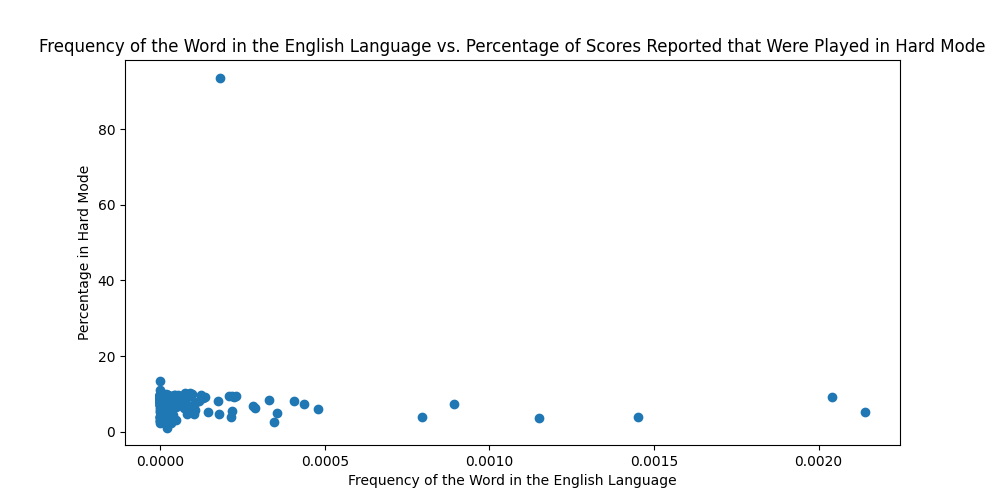 Frequency of the Word in the English Language vs. Percentage of Scores Reported that Were Played in Hard Mode
80
60
40
20
0
Percentage in Hard Mode
0.0000 0.0005 0.0010 0.0015 0.0020
Frequency of the Word in the English Language